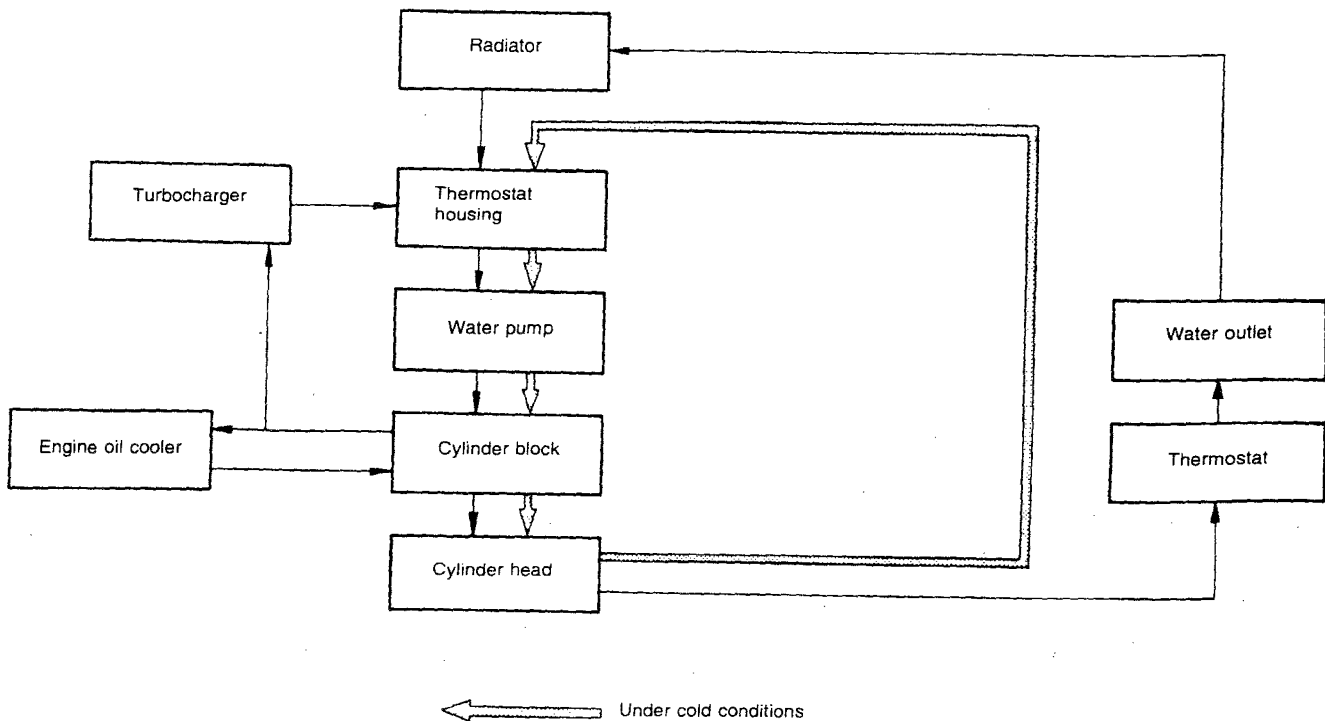 Radiator
Turbocharger
Thermostat
housing
Water pump
Water outlet
Engine oil cooler
Cylinder block
Thermostat
Cylinder head
Under cold conditions